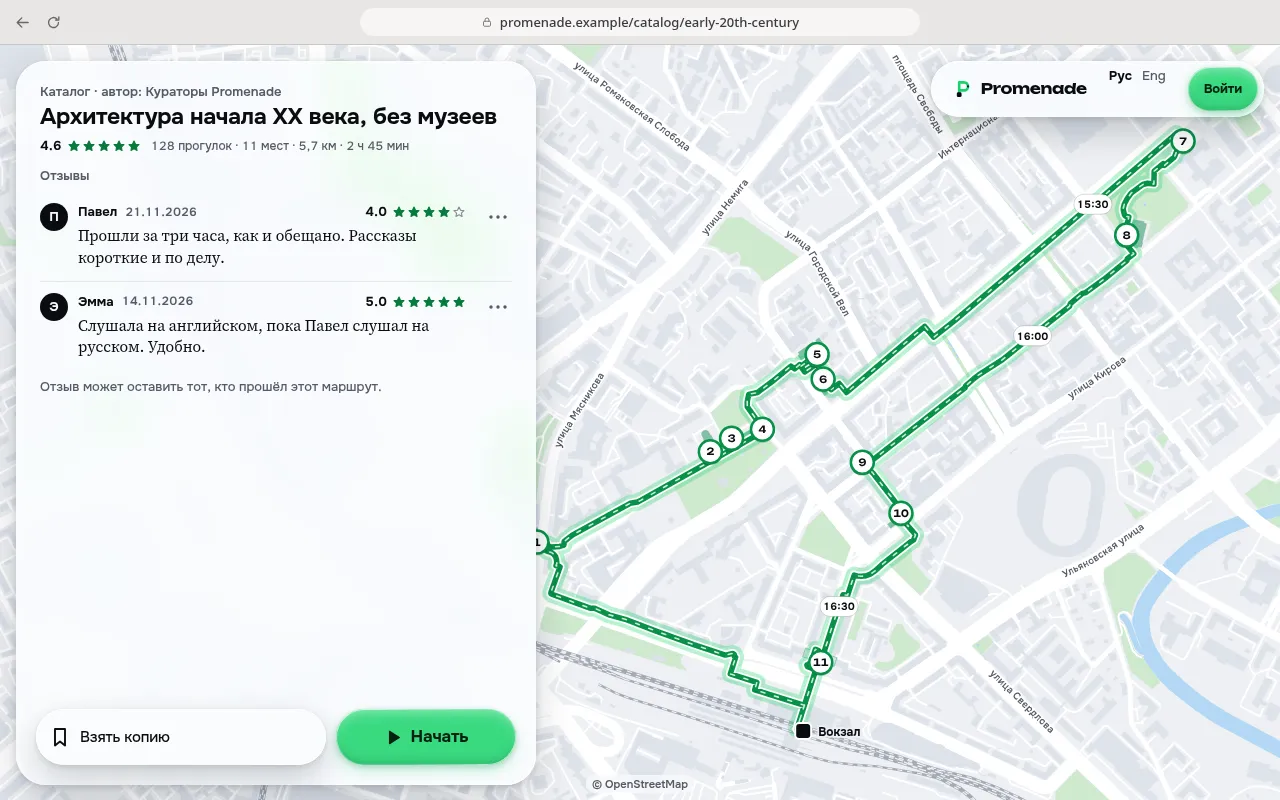 promenade.example/catalog/early-20th-century
Каталог · автор: Кураторы Promenade
Архитектура начала XX века, без музеев
4.6 128 прогулок · 11 мест · 5,7 км · 2 ч 45 мин
Отзывы
П Павел 21.11.2026 4.0
Прошли за три часа, как и обещано. Рассказы
короткие и по делу.
Э Эмма 14.11.2026 5.0
Слушала на английском, пока Павел слушал на
русском. Удобно.
Отзыв может оставить тот, кто прошёл этот маршрут.
Взять копию
Начать
Promenade
Рус Eng
Войти
улица Романовская Слобода
площадь Свободы
улица Немига
улица Городской Вал
улица Мясникова
улица Кирова
Ульяновская улица
улица Свердлова
7
15:30
8
16:00
5
6
4
3
2
9
10
1
16:30
11
Вокзал
© OpenStreetMap